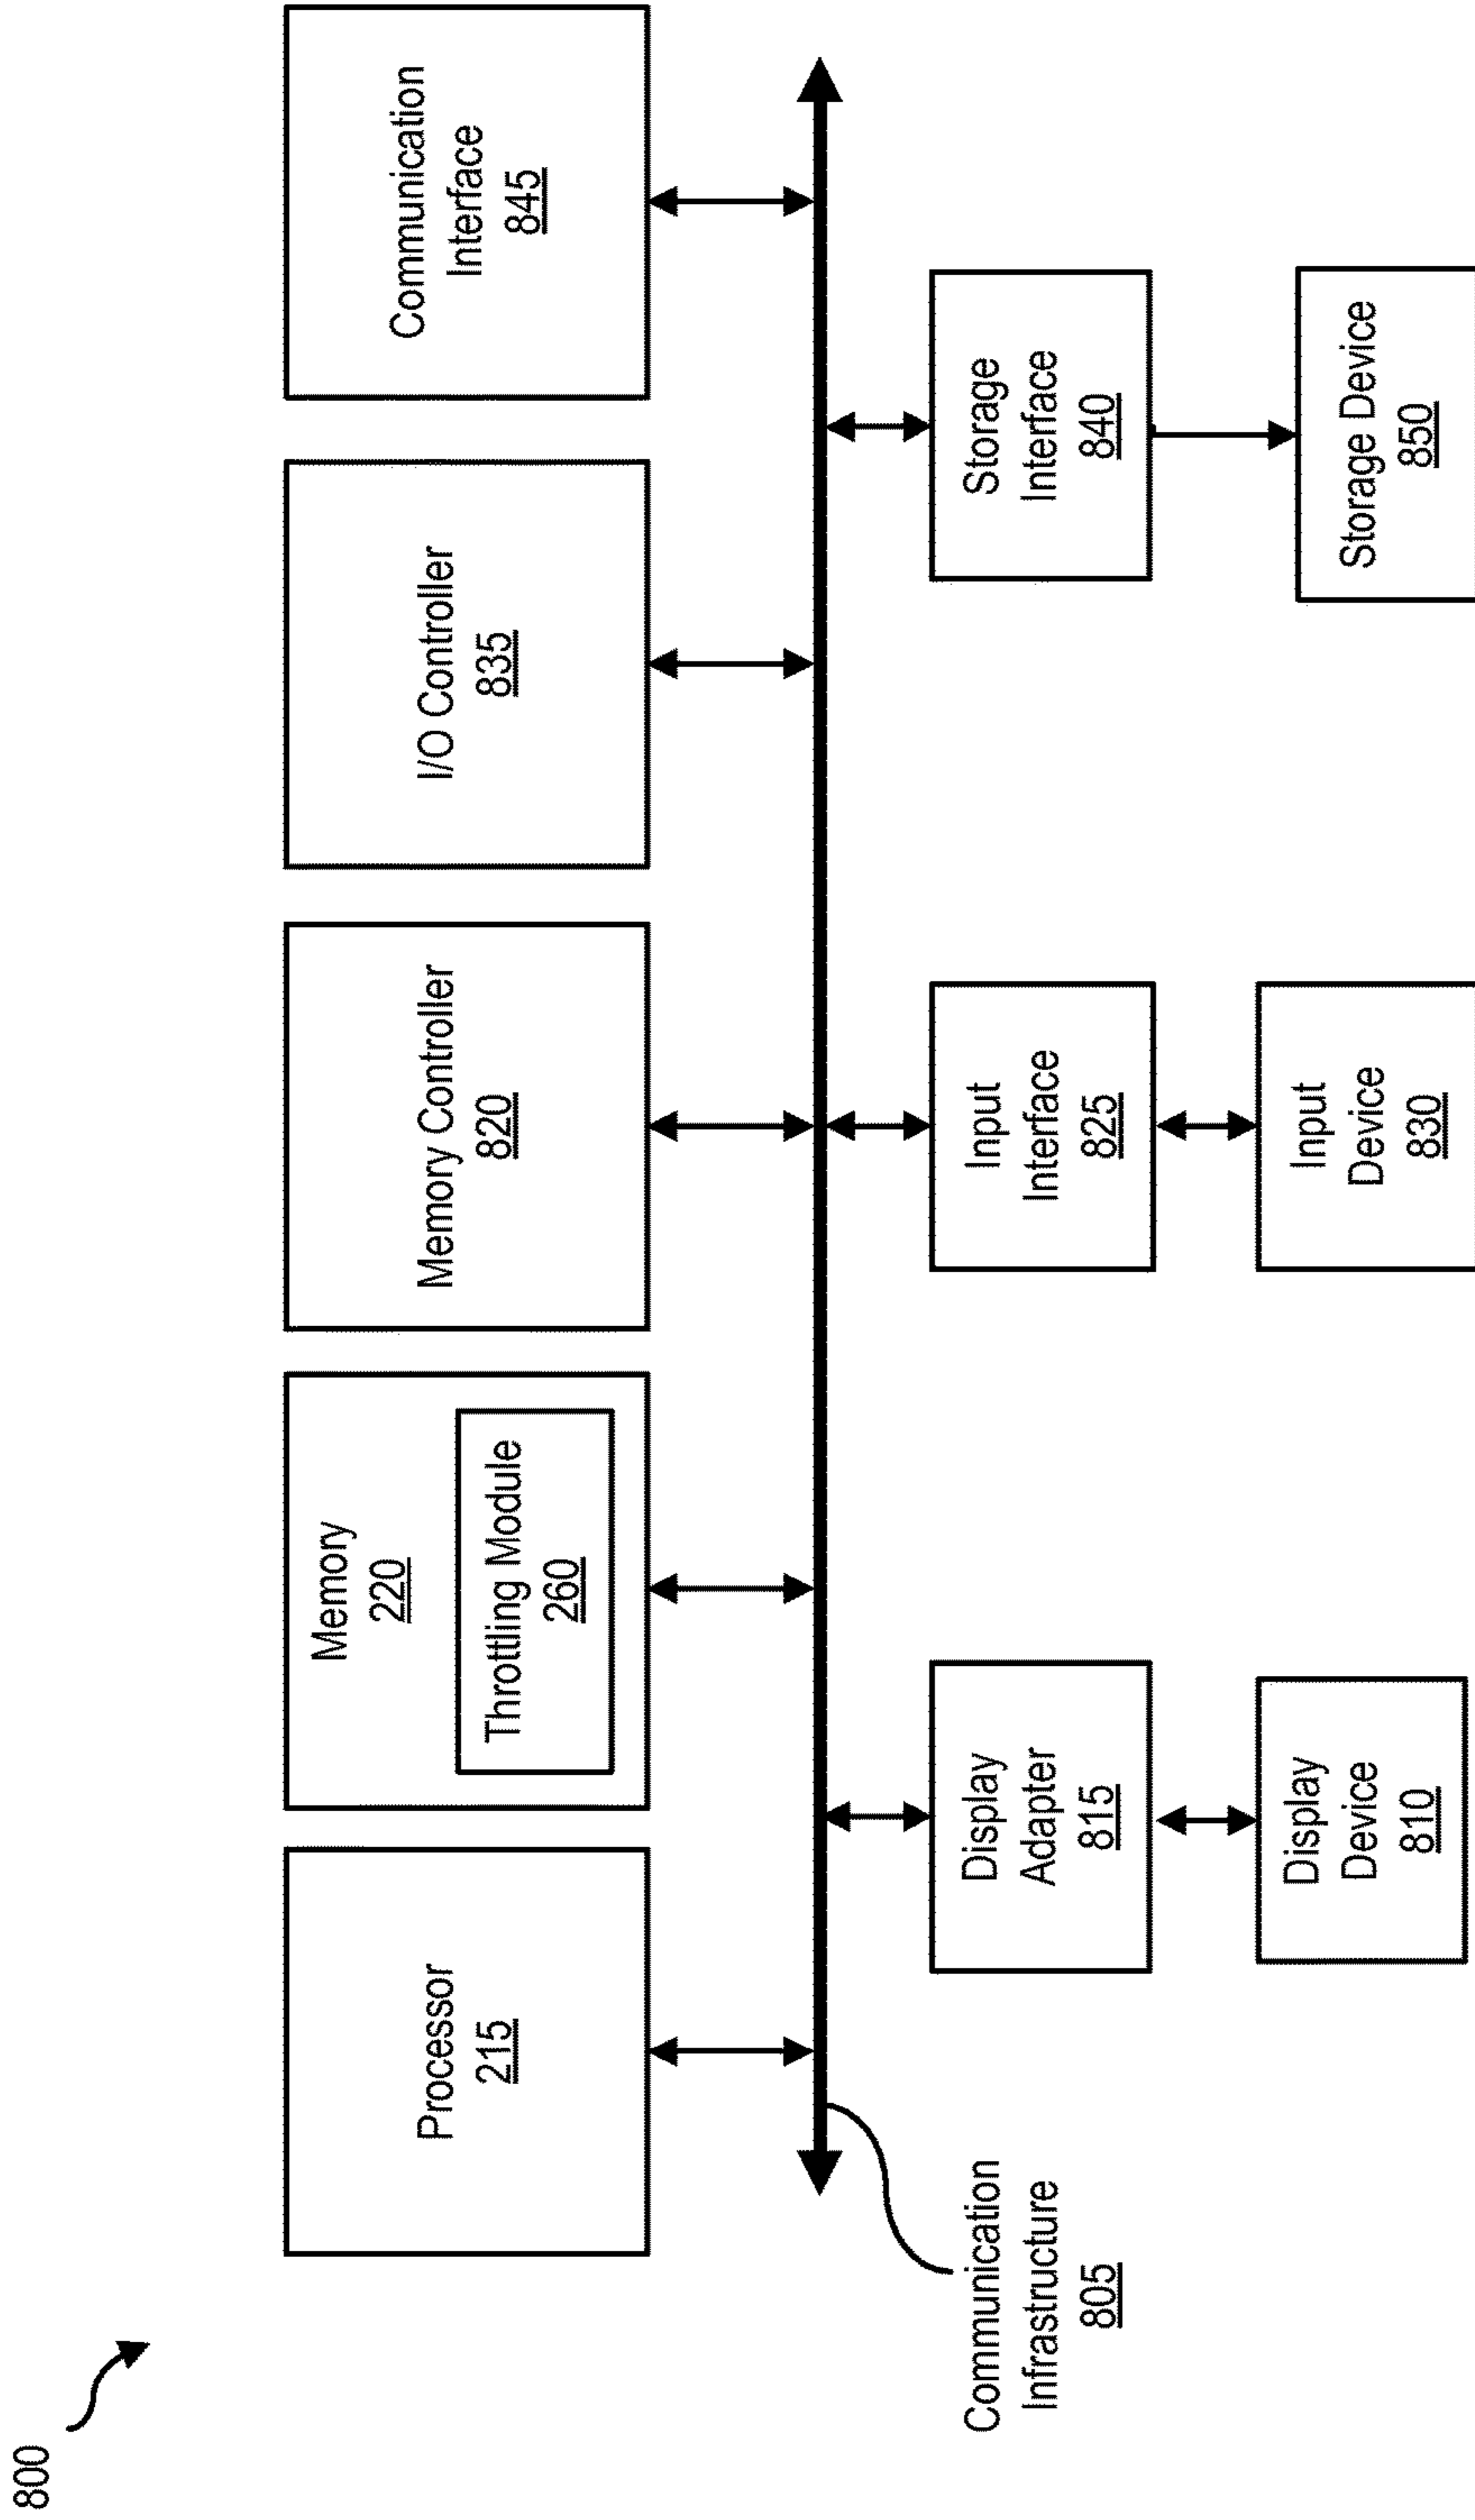 800
Processor
215
Memory
220
Throttling Module
260
Memory Controller
820
I/O Controller
835
Communication
Interface
845
Communication
Infrastructure
805
Display
Adapter
815
Input
Interface
825
Storage
Interface
840
Display
Device
810
Input
Device
830
Storage Device
850